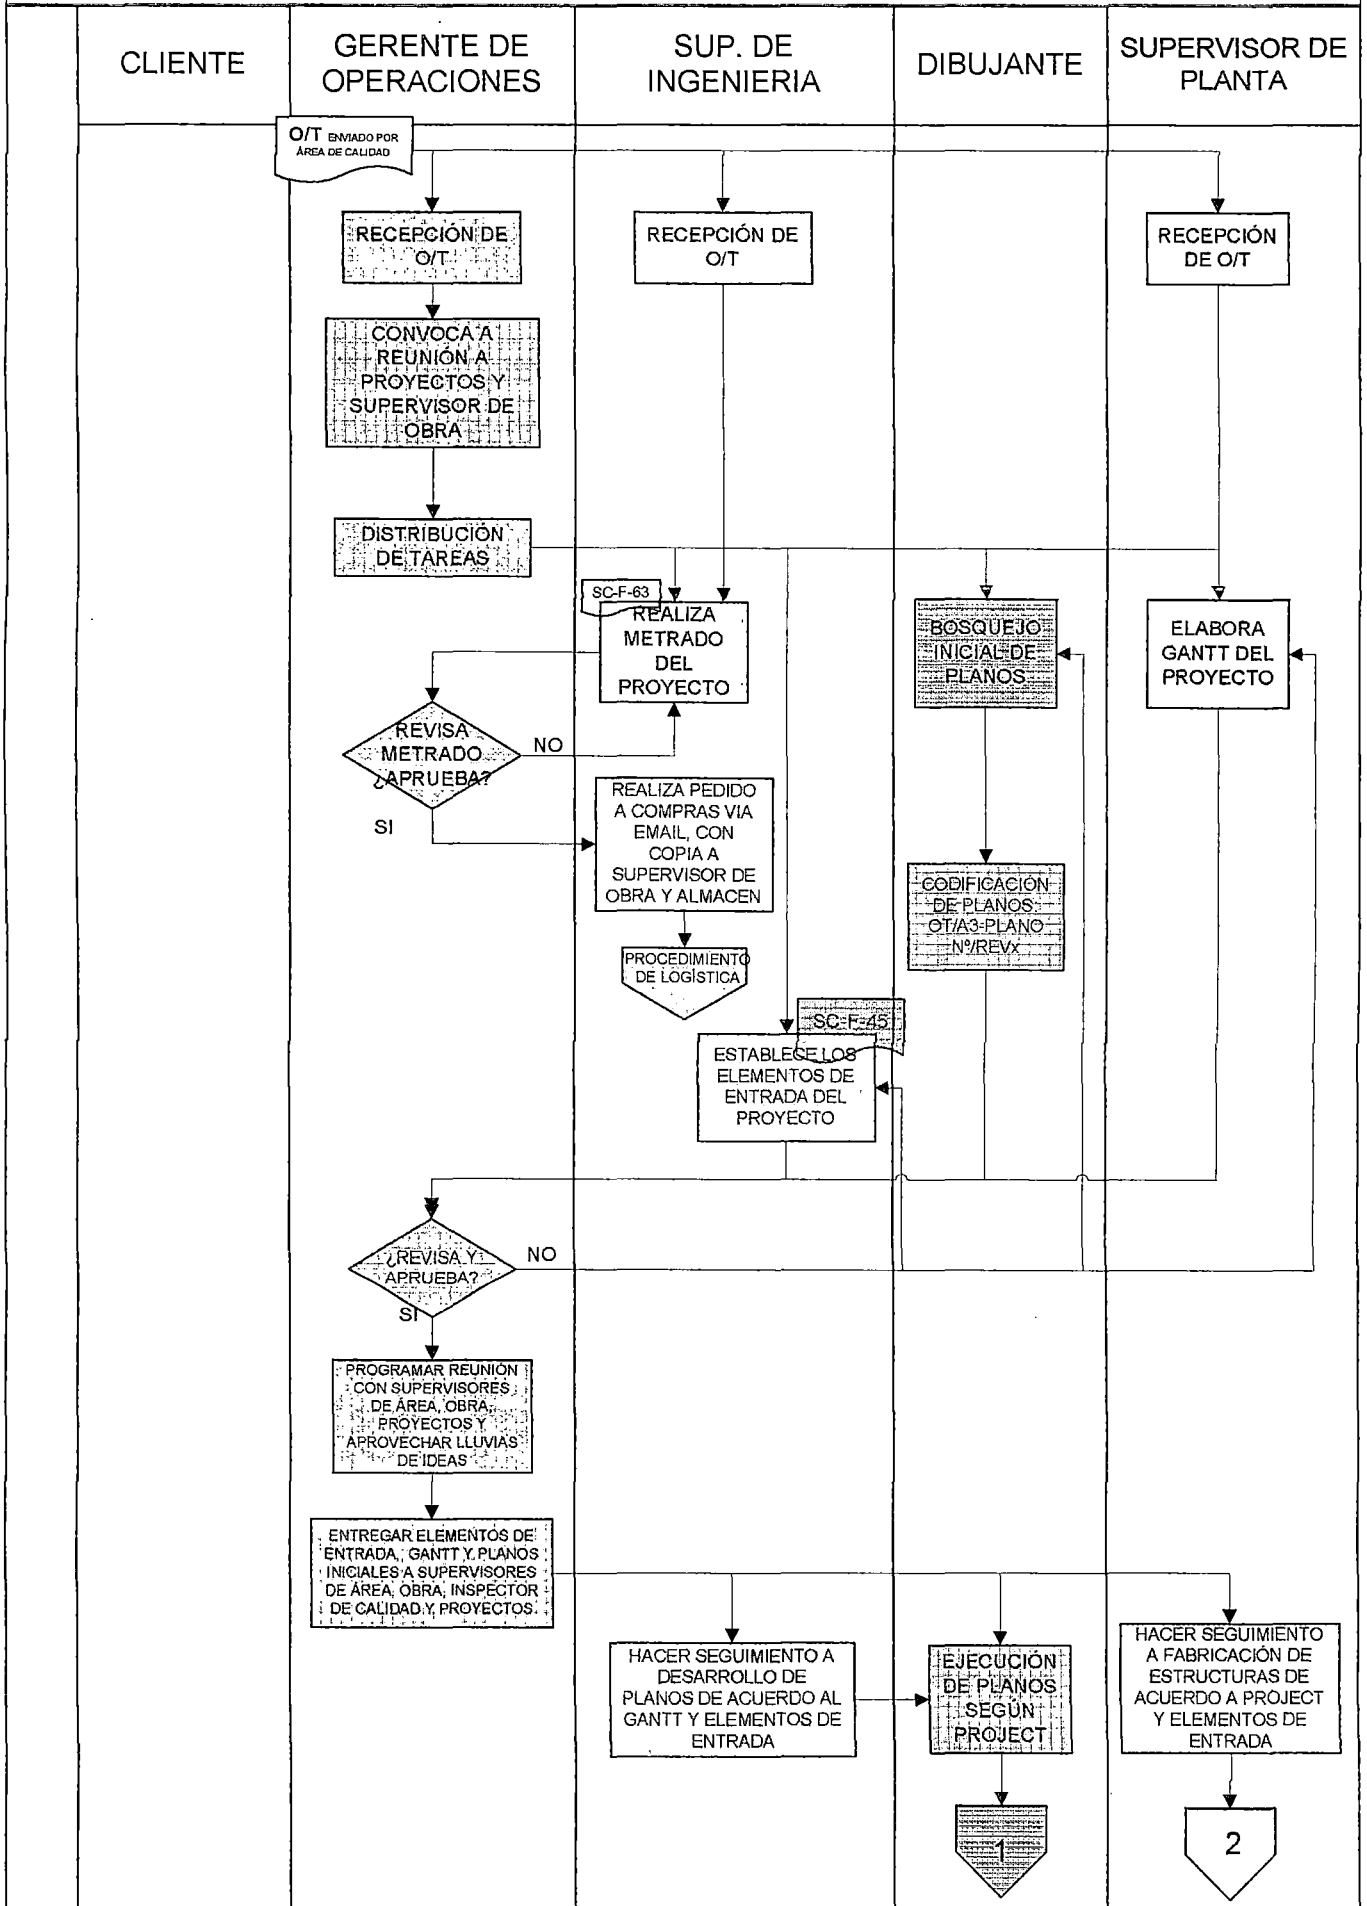 CLIENTE
GERENTE DE
OPERACIONES
SUP. DE
INGENIERIA
DIBUJANTE
SUPERVISOR DE
PLANTA
O/T ENVIADO POR
ÁREA DE CALIDAD
RECEPCIÓN DE
O/T
RECEPCIÓN DE
O/T
RECEPCIÓN
DE O/T
CONVOCA A
REUNIÓN A
PROYECTOS Y
SUPERVISOR DE
OBRA
DISTRIBUCIÓN
DE TAREAS
SC-F-63
REALIZA
METRADO
DEL
PROYECTO
BOSQUEJO
INICIAL DE
PLANOS
ELABORA
GANTT DEL
PROYECTO
REVISA
METRADO
¿APRUEBA?
NO
SI
REALIZA PEDIDO
A COMPRAS VIA
EMAIL, CON
COPIA A
SUPERVISOR DE
OBRA Y ALMACEN
CODIFICACIÓN
DE PLANOS:
OT/A3-PLANO
Nº/REVx
PROCEDIMIENTO
DE LOGÍSTICA
SC-F-45
ESTABLECE LOS
ELEMENTOS DE
ENTRADA DEL
PROYECTO
¿REVISA Y
APRUEBA?
NO
SI
PROGRAMAR REUNIÓN
CON SUPERVISORES
DE ÁREA, OBRA,
PROYECTOS Y
APROVECHAR LLUVIAS
DE IDEAS
ENTREGAR ELEMENTOS DE
ENTRADA, GANTT Y PLANOS
INICIALES A SUPERVISORES
DE ÁREA, OBRA, INSPECTOR
DE CALIDAD Y PROYECTOS.
HACER SEGUIMIENTO A
DESARROLLO DE
PLANOS DE ACUERDO AL
GANTT Y ELEMENTOS DE
ENTRADA
EJECUCIÓN
DE PLANOS
SEGÚN
PROJECT
HACER SEGUIMIENTO
A FABRICACIÓN DE
ESTRUCTURAS DE
ACUERDO A PROJECT
Y ELEMENTOS DE
ENTRADA
1
2